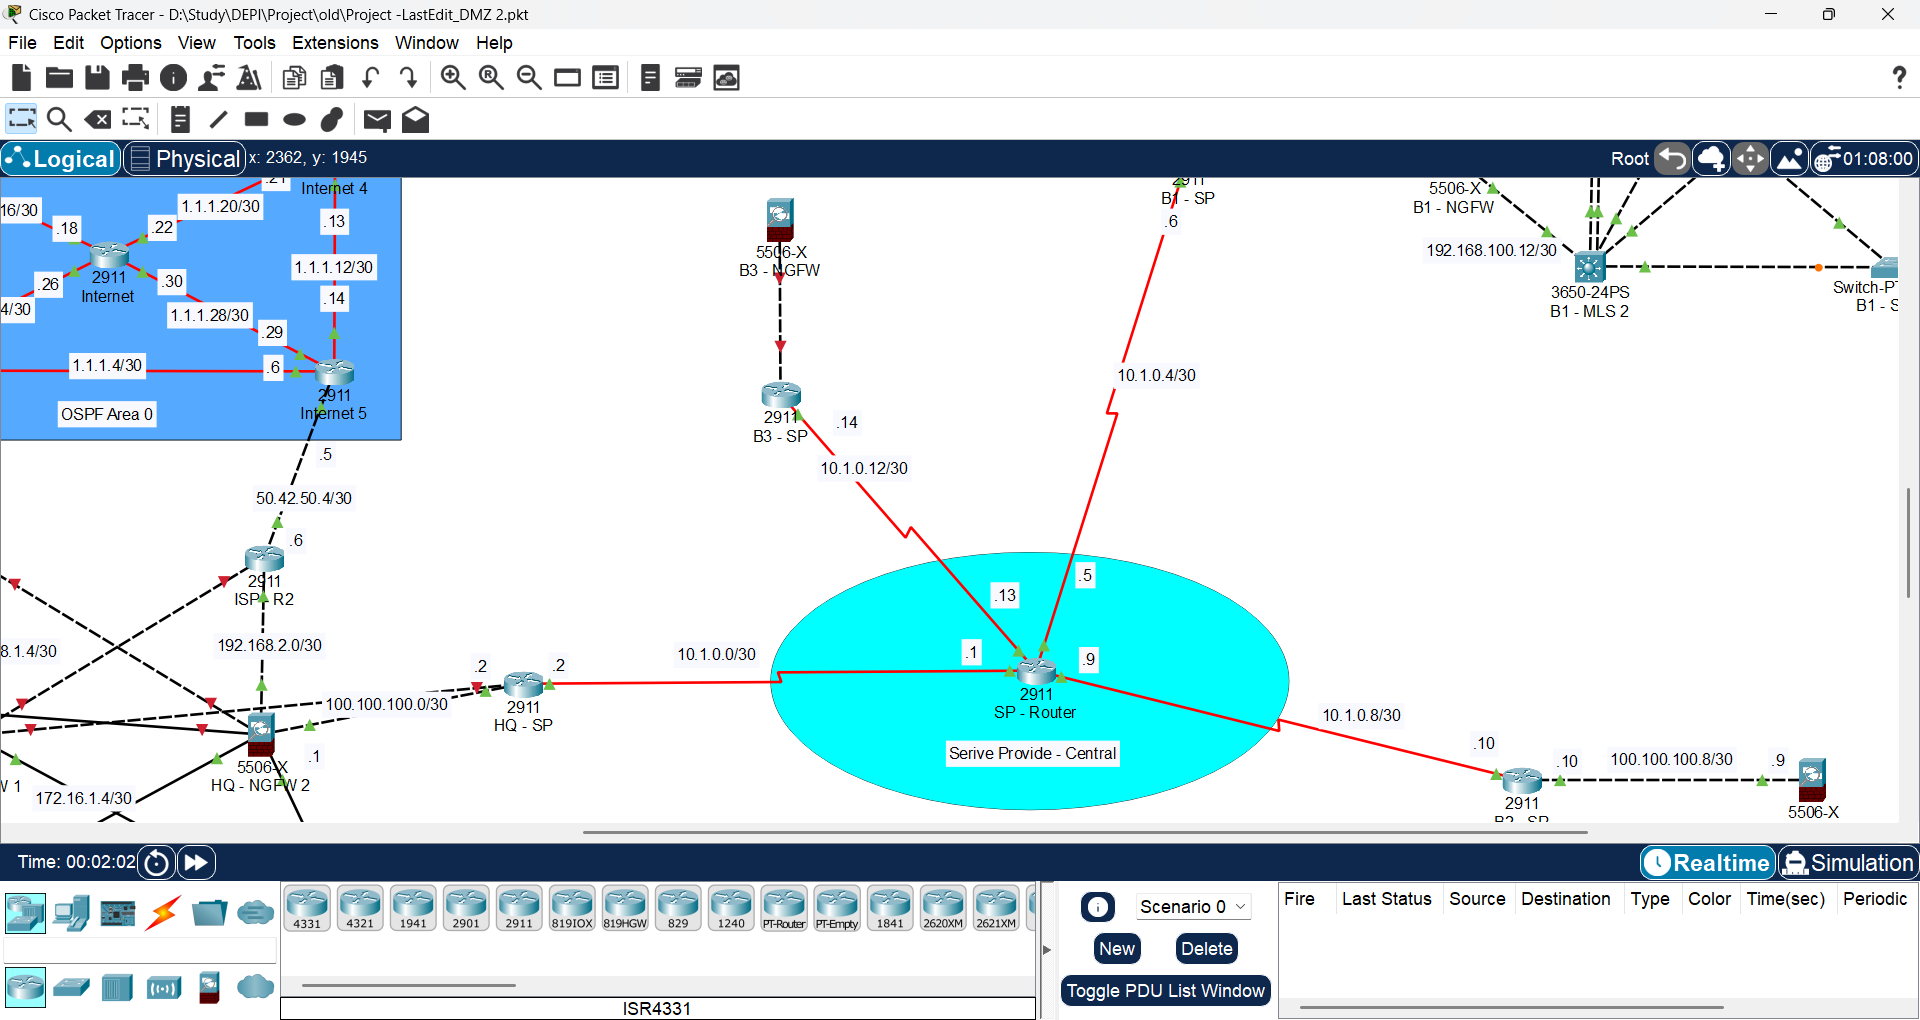 Cisco Packet Tracer - D:\Study\DEPI\Project\old\Project -LastEdit_DMZ 2.pkt
File Edit Options View Tools Extensions Window Help
Logical Physical x: 2362, y: 1945 Root 01:08:00
.21
Internet 4
16/30
1.1.1.20/30
.13
.18
.22
2911
Internet
1.1.1.12/30
.26
.30
.14
4/30
1.1.1.28/30
.29
1.1.1.4/30
.6
2911
Internet 5
OSPF Area 0
.5
50.42.50.4/30
.6
2911
ISP R2
192.168.2.0/30
8.1.4/30
100.100.100.0/30
.2
.2
2911
HQ - SP
5506-X
HQ - NGFW 2
.1
172.16.1.4/30
5506-X
B3 - NGFW
2911
B3 - SP
.14
10.1.0.12/30
2911
B1 - SP
.6
10.1.0.4/30
.13
.5
10.1.0.0/30
.1
.9
2911
SP - Router
Serive Provide - Central
10.1.0.8/30
.10
2911
B2 - SP
.10
100.100.100.8/30
.9
5506-X
5506-X
B1 - NGFW
192.168.100.12/30
3650-24PS
B1 - MLS 2
Switch-PT
B1 - S
Time: 00:02:02 Realtime Simulation
4331 4321 1941 2901 2911 819IOX 819HGW 829 1240 PT-Router PT-Empty 1841 2620XM 2621XM
ISR4331
Scenario 0
New Delete
Toggle PDU List Window
Fire Last Status Source Destination Type Color Time(sec) Periodic